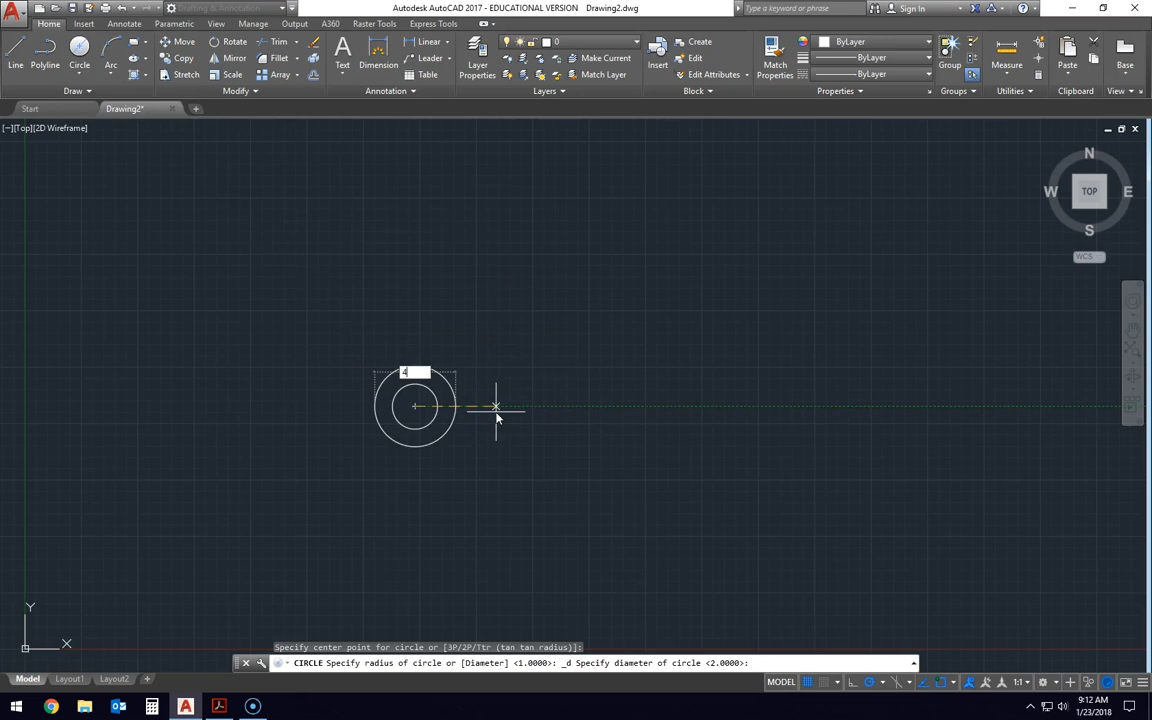 Drafting & Annotation
Autodesk AutoCAD 2017 - EDUCATIONAL VERSION Drawing2.dwg
Type a keyword or phrase
Sign In
Home Insert Annotate Parametric View Manage Output A360 Raster Tools Express Tools
Line Polyline Circle Arc
Move Rotate Trim
Copy Mirror Fillet
Stretch Scale Array
Text Dimension
Linear
Leader
Table
Layer Properties
0
Make Current
Match Layer
Insert
Create
Edit
Edit Attributes
Match Properties
ByLayer
ByLayer
ByLayer
Group
Measure
Paste
Base
Draw Modify Annotation Layers Block Properties Groups Utilities Clipboard View
Start Drawing2*
[−][Top][2D Wireframe]
N
W TOP E
S
WCS
4
Y
X
Specify center point for circle or [3P/2P/Ttr (tan tan radius)]:
CIRCLE Specify radius of circle or [Diameter] <1.0000>: _d Specify diameter of circle <2.0000>:
Model Layout1 Layout2
MODEL
1:1
9:12 AM
1/23/2018